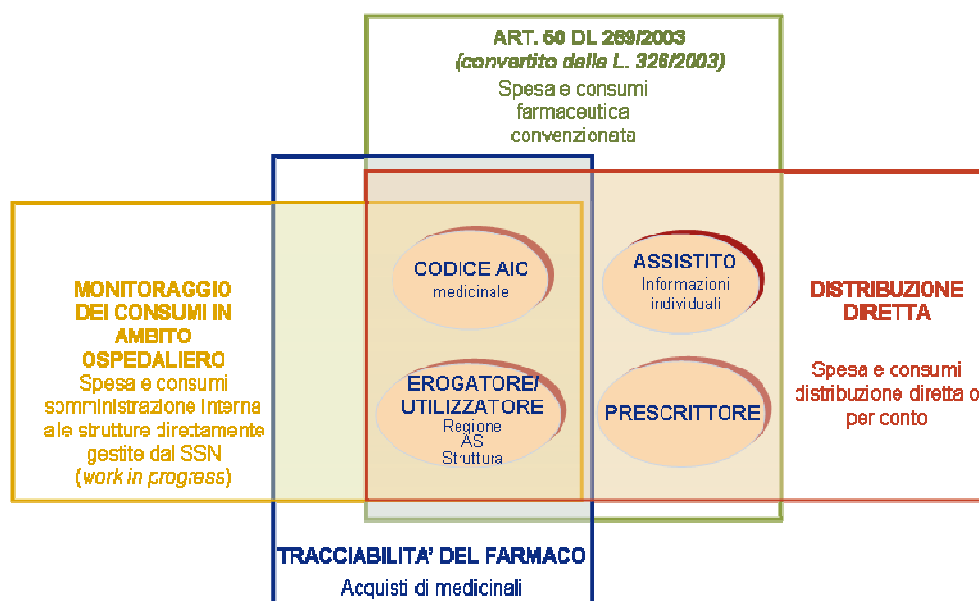 ART. 50 DL 269/2003
(convertito dalla L. 326/2003)
Spesa e consumi
farmaceutica
convenzionata
MONITORAGGIO
DEI CONSUMI IN
AMBITO
OSPEDALIERO
Spesa e consumi
somministrazione interna
alle strutture direttamente
gestite dal SSN
(work in progress)
CODICE AIC
medicinale
ASSISTITO
Informazioni
individuali
EROGATORE/
UTILIZZATORE
Regione
AS
Struttura
PRESCRITTORE
DISTRIBUZIONE
DIRETTA
Spesa e consumi
distribuzione diretta o
per conto
TRACCIABILITA' DEL FARMACO
Acquisti di medicinali